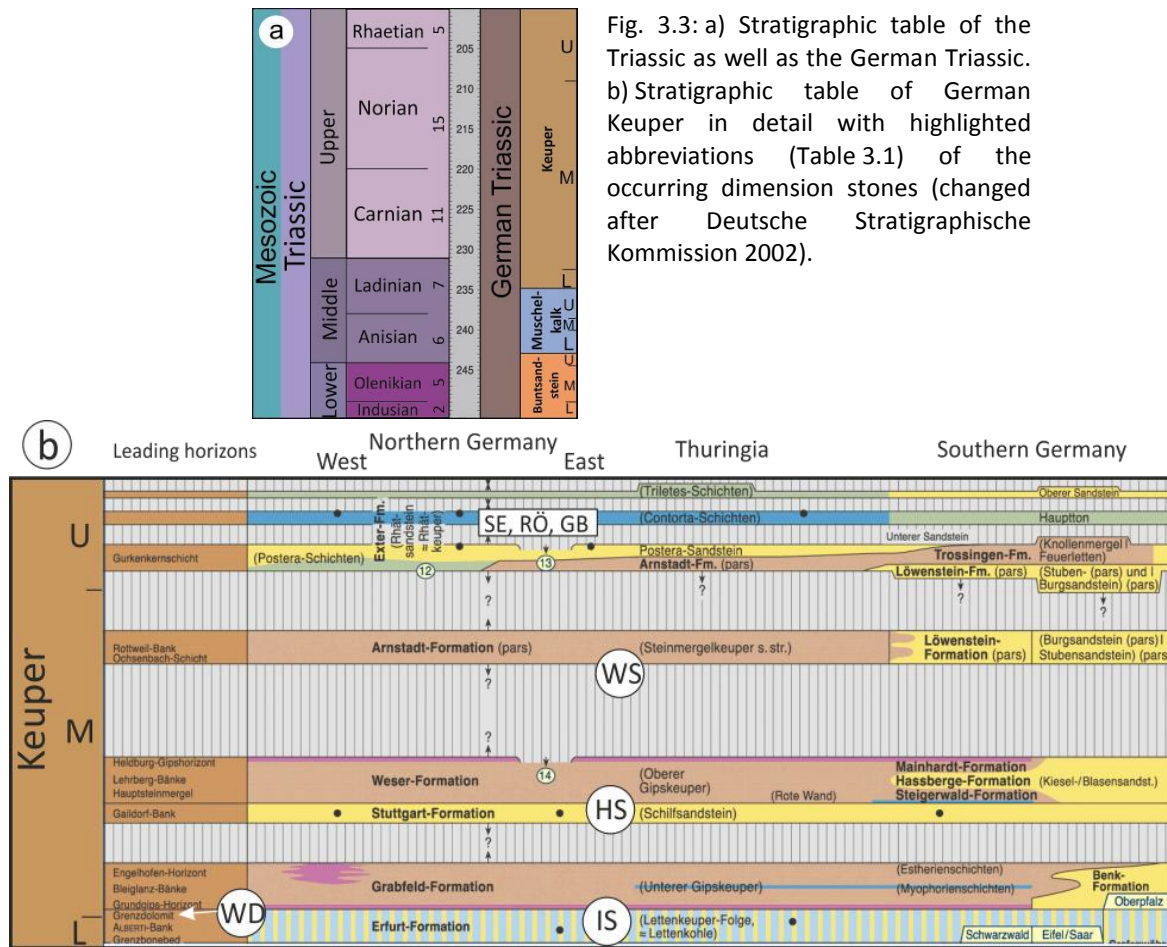 a
Mesozoic
Triassic
Upper
Middle
Lower
Rhaetian 5
Norian 15
Carnian 11
Ladinian 7
Anisian 6
Olenikian 5
Indusian 2
205
210
215
220
225
230
235
240
245
German Triassic
Keuper
U
M
L
Muschel-
kalk
U
M
L
Buntsand-
stein
U
M
L
Fig. 3.3: a) Stratigraphic table of the
Triassic as well as the German Triassic.
b) Stratigraphic table of German
Keuper in detail with highlighted
abbreviations (Table 3.1) of the
occurring dimension stones (changed
after Deutsche Stratigraphische
Kommission 2002).
b
Leading horizons
Northern Germany
West
East
Thuringia
Southern Germany
Keuper
U
M
L
(Triletes-Schichten)
Oberer Sandstein
Exter-Fm.
(Rhät-
sandstein
= Rhät-
keuper)
SE, RÖ, GB
(Contorta-Schichten)
Hauptton
Unterer Sandstein
Gurkenkernschicht
(Postera-Schichten)
12
13
Postera-Sandstein
Arnstadt-Fm. (pars)
Trossingen-Fm.
(Knollenmergel I
Feuerletten)
Löwenstein-Fm. (pars)
(Stuben- (pars) und I
Burgsandstein) (pars)
?
?
?
?
?
Rottweil-Bank
Ochsenbach-Schicht
Arnstadt-Formation (pars)
(Steinmergelkeuper s.str.)
Löwenstein-
Formation (pars)
(Burgsandstein (pars) I
Stubensandstein) (pars)
WS
?
?
Heldburg-Gipshorizont
Lehrberg-Bänke
Hauptsteinmergel
Weser-Formation
14
(Oberer
Gipskeuper)
(Rote Wand)
Mainhardt-Formation
Hassberge-Formation
Steigerwald-Formation
(Kiesel-/Blasensandst.)
Gaildorf-Bank
Stuttgart-Formation
HS
(Schilfsandstein)
?
Engelhofen-Horizont
Bleiglanz-Bänke
Grundgips-Horizont
Grabfeld-Formation
(Unterer Gipskeuper)
(Estherienschichten)
(Myophorienschichten)
Benk-
Formation
Oberpfalz
Grenzdolomit
ALBERTI-Bank
Grenzbonebed
WD
Erfurt-Formation
IS
(Lettenkeuper-Folge,
= Lettenkohle)
Schwarzwald
Eifel/Saar